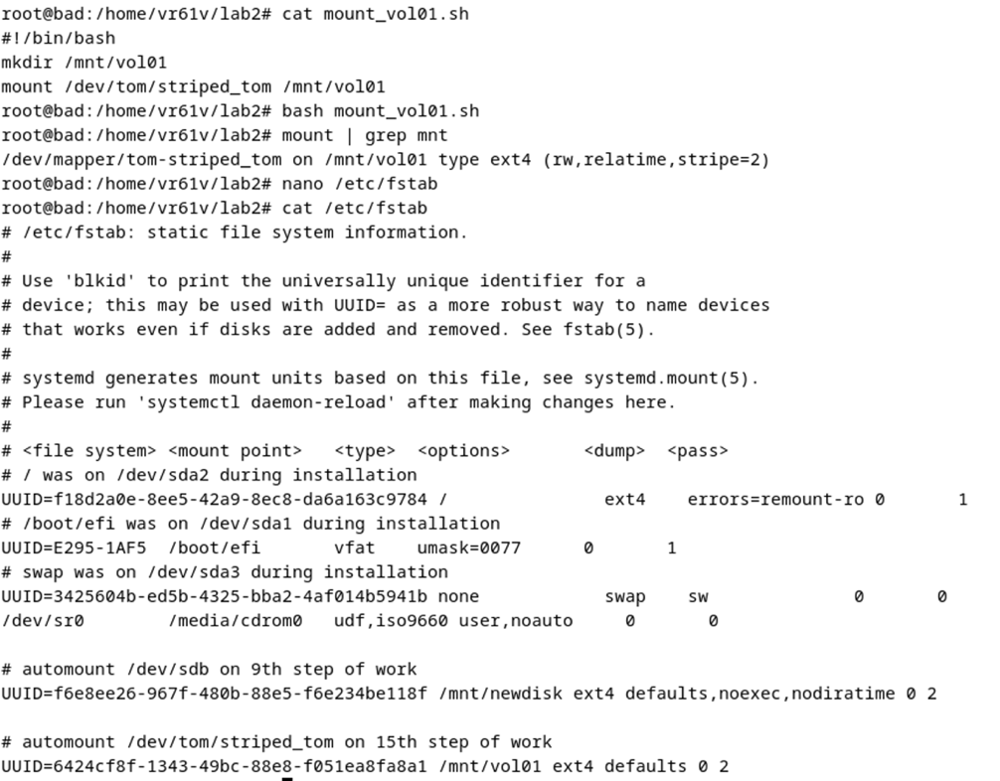 root@bad:/home/vr61v/lab2# cat mount_vol01.sh
#!/bin/bash
mkdir /mnt/vol01
mount /dev/tom/striped_tom /mnt/vol01
root@bad:/home/vr61v/lab2# bash mount_vol01.sh
root@bad:/home/vr61v/lab2# mount | grep mnt
/dev/mapper/tom-striped_tom on /mnt/vol01 type ext4 (rw,relatime,stripe=2)
root@bad:/home/vr61v/lab2# nano /etc/fstab
root@bad:/home/vr61v/lab2# cat /etc/fstab
# /etc/fstab: static file system information.
#
# Use 'blkid' to print the universally unique identifier for a
# device; this may be used with UUID= as a more robust way to name devices
# that works even if disks are added and removed. See fstab(5).
#
# systemd generates mount units based on this file, see systemd.mount(5).
# Please run 'systemctl daemon-reload' after making changes here.
#
# <file system> <mount point>   <type>  <options>       <dump>  <pass>
# / was on /dev/sda2 during installation
UUID=f18d2a0e-8ee5-42a9-8ec8-da6a163c9784 /               ext4    errors=remount-ro 0       1
# /boot/efi was on /dev/sda1 during installation
UUID=E295-1AF5  /boot/efi       vfat    umask=0077      0       1
# swap was on /dev/sda3 during installation
UUID=3425604b-ed5b-4325-bba2-4af014b5941b none            swap    sw              0       0
/dev/sr0        /media/cdrom0   udf,iso9660 user,noauto     0       0

# automount /dev/sdb on 9th step of work
UUID=f6e8ee26-967f-480b-88e5-f6e234be118f /mnt/newdisk ext4 defaults,noexec,nodiratime 0 2

# automount /dev/tom/striped_tom on 15th step of work
UUID=6424cf8f-1343-49bc-88e8-f051ea8fa8a1 /mnt/vol01 ext4 defaults 0 2